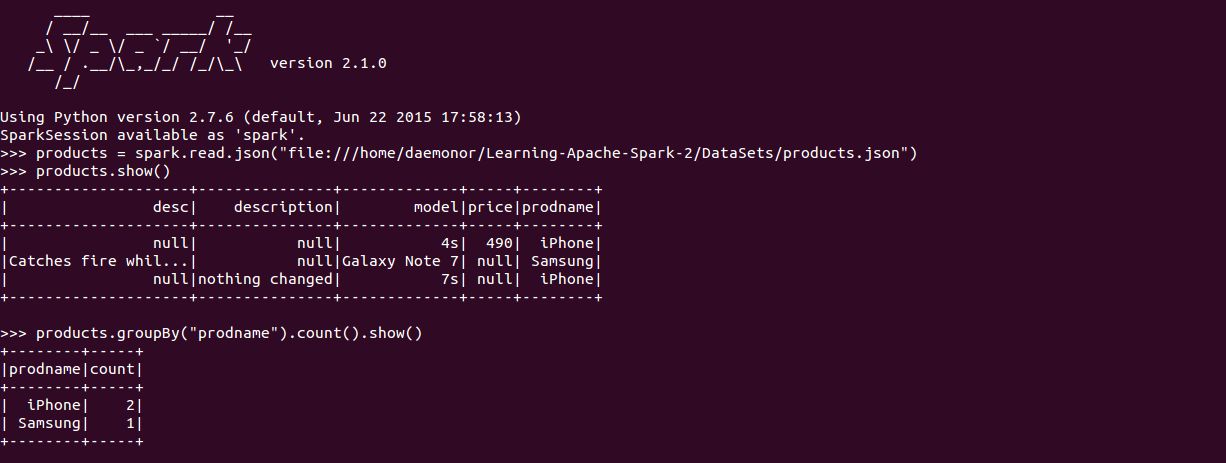 ____              __
     / __/__  ___ _____/ /__
    _\ \/ _ \/ _ `/ __/  '_/
   /__ / .__/\_,_/_/ /_/\_\   version 2.1.0
      /_/
Using Python version 2.7.6 (default, Jun 22 2015 17:58:13)
SparkSession available as 'spark'.
>>> products = spark.read.json("file:///home/daemonor/Learning-Apache-Spark-2/DataSets/products.json")
>>> products.show()
+--------------------+---------------+-------------+-----+--------+
|                desc|    description|        model|price|prodname|
+--------------------+---------------+-------------+-----+--------+
|                null|           null|           4s|  490|  iPhone|
|Catches fire whil...|           null|Galaxy Note 7| null| Samsung|
|                null|nothing changed|           7s| null|  iPhone|
+--------------------+---------------+-------------+-----+--------+
>>> products.groupBy("prodname").count().show()
+--------+-----+
|prodname|count|
+--------+-----+
|  iPhone|    2|
| Samsung|    1|
+--------+-----+